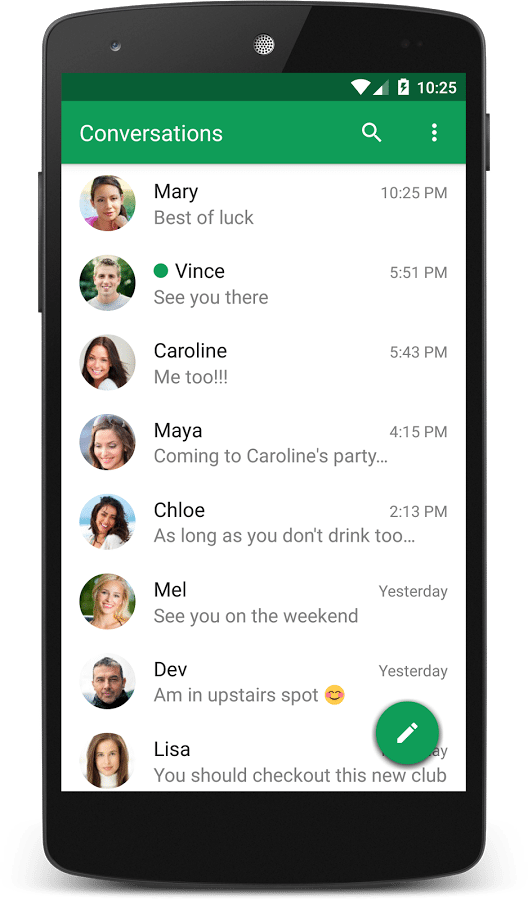 10:25
Conversations
Mary 10:25 PM
Best of luck
Vince 5:51 PM
See you there
Caroline 5:43 PM
Me too!!!
Maya 4:15 PM
Coming to Caroline's party...
Chloe 2:13 PM
As long as you don't drink too...
Mel Yesterday
See you on the weekend
Dev Yesterday
Am in upstairs spot 😊
Lisa
You should checkout this new club